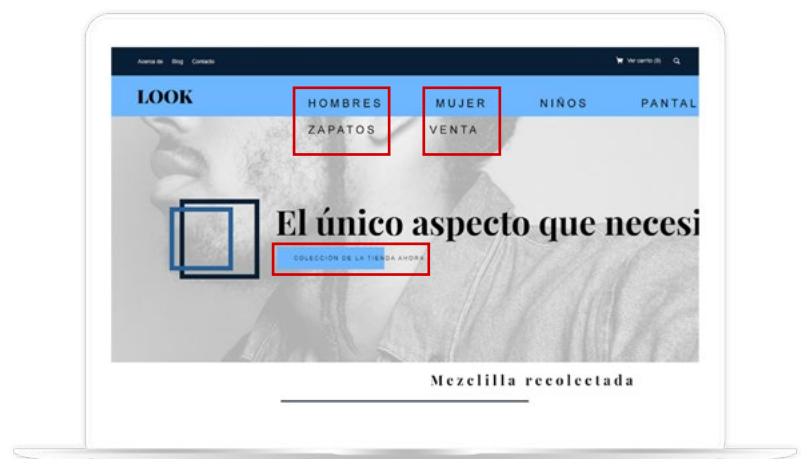 Acerca de Blog Contacto Ver carrito (0)
LOOK HOMBRES MUJER NIÑOS PANTAL
ZAPATOS VENTA
El único aspecto que necesi
COLECCIÓN DE LA TIENDA AHORA
Mezclilla recolectada